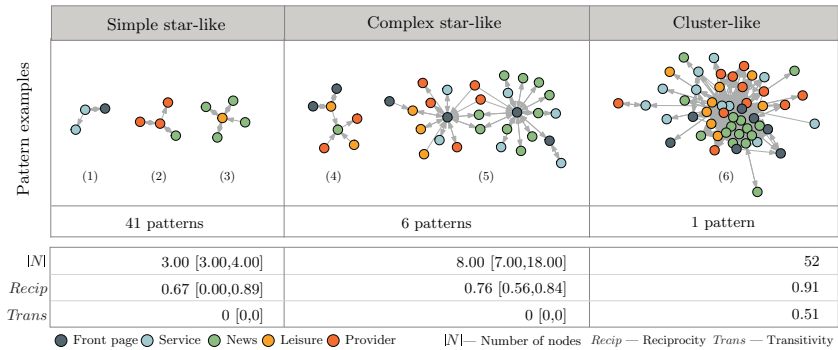 Simple star-like Complex star-like Cluster-like
Pattern examples
(1) (2) (3) (4) (5) (6)
41 patterns 6 patterns 1 pattern
|N| 3.00 [3.00,4.00] 8.00 [7.00,18.00] 52
Recip 0.67 [0.00,0.89] 0.76 [0.56,0.84] 0.91
Trans 0 [0,0] 0 [0,0] 0.51
Front page Service News Leisure Provider |N|— Number of nodes Recip — Reciprocity Trans — Transitivity